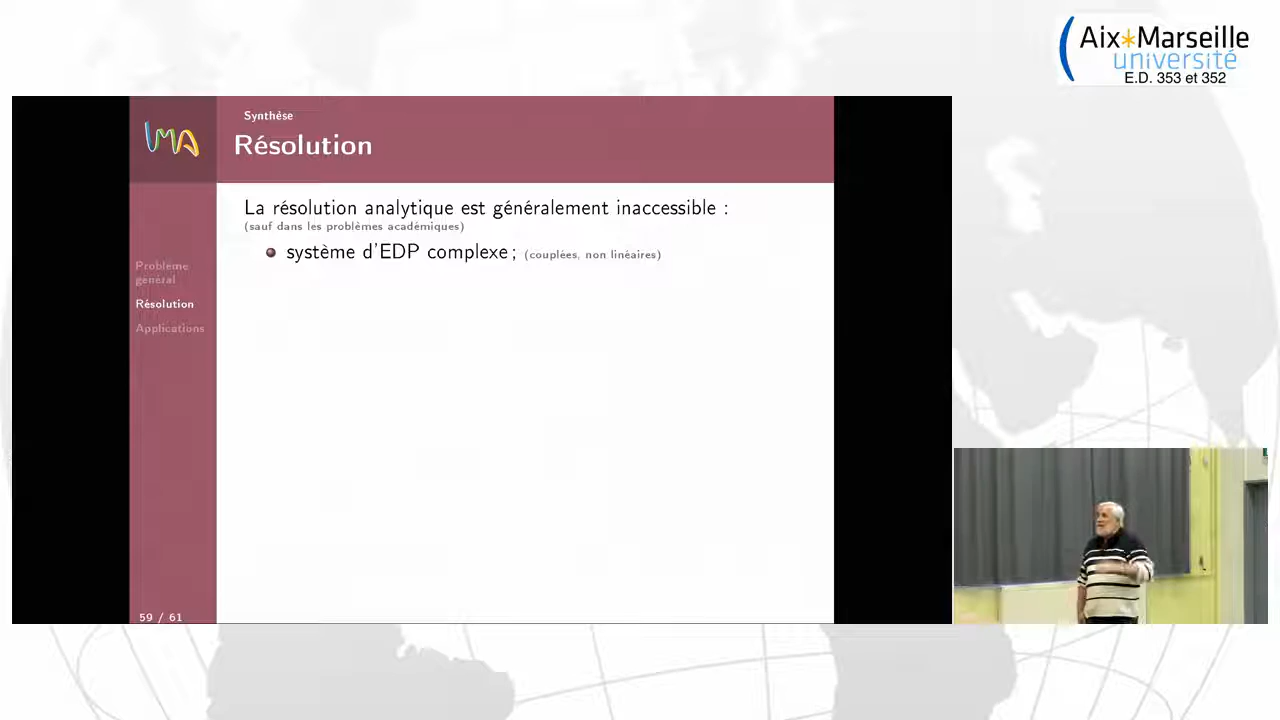 Aix*Marseille
université
E.D. 353 et 352
LMA
Synthèse
Résolution
La résolution analytique est généralement inaccessible :
(sauf dans les problèmes académiques)
système d'EDP complexe ; (couplées, non linéaires)
Problème
général
Résolution
Applications
59 / 61